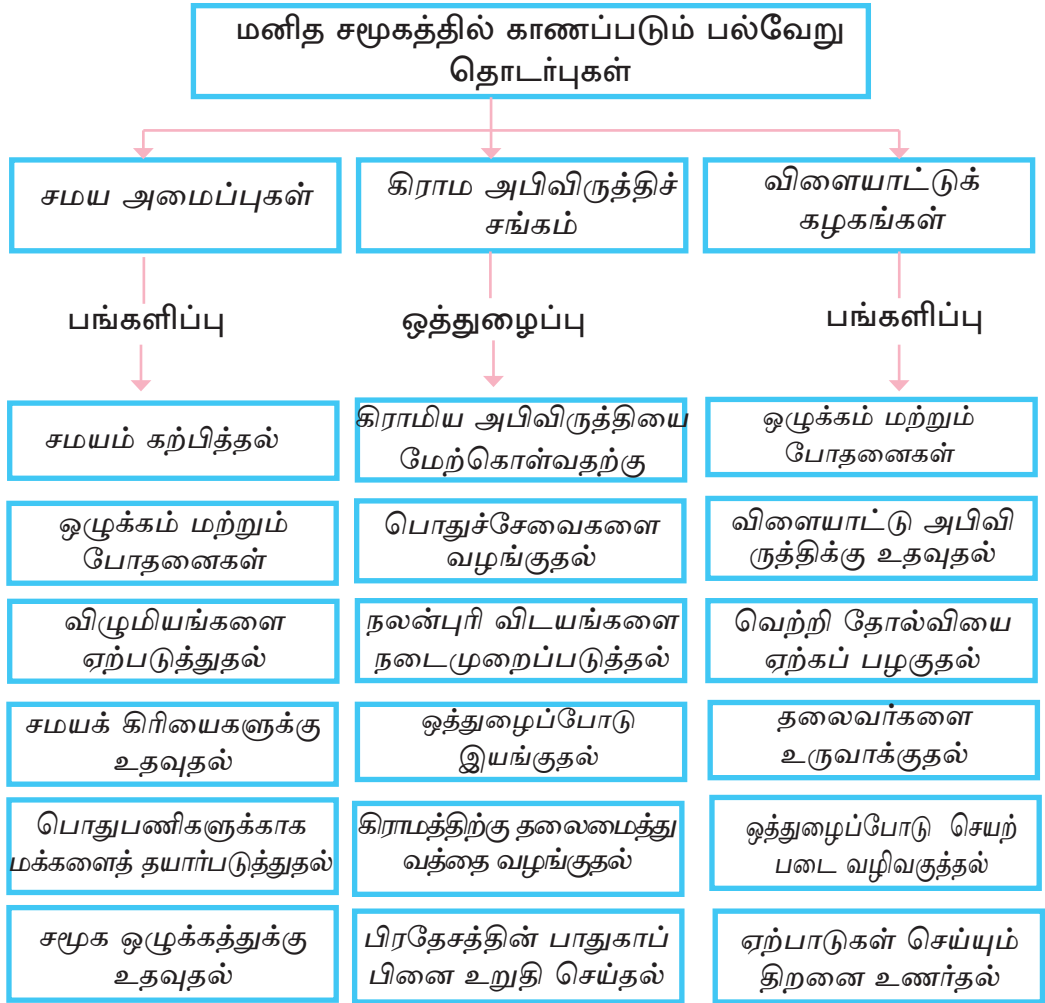 மனித சமூகத்தில் காணப்படும் பல்வேறு
தொடர்புகள்
சமய அமைப்புகள்
கிராம அபிவிருத்திச்
சங்கம்
விளையாட்டுக்
கழகங்கள்
பங்களிப்பு
ஒத்துழைப்பு
பங்களிப்பு
சமயம் கற்பித்தல்
கிராமிய அபிவிருத்தியை
மேற்கொள்வதற்கு
ஒழுக்கம் மற்றும்
போதனைகள்
ஒழுக்கம் மற்றும்
போதனைகள்
பொதுச்சேவைகளை
வழங்குதல்
விளையாட்டு அபிவி
ருத்திக்கு உதவுதல்
விழுமியங்களை
ஏற்படுத்துதல்
நலன்புரி விடயங்களை
நடைமுறைப்படுத்தல்
வெற்றி தோல்வியை
ஏற்கப் பழகுதல்
சமயக் கிரியைகளுக்கு
உதவுதல்
ஒத்துழைப்போடு
இயங்குதல்
தலைவர்களை
உருவாக்குதல்
பொதுபணிகளுக்காக
மக்களைத் தயார்படுத்துதல்
கிராமத்திற்கு தலைமைத்து
வத்தை வழங்குதல்
ஒத்துழைப்போடு செயற்
படை வழிவகுத்தல்
சமூக ஒழுக்கத்துக்கு
உதவுதல்
பிரதேசத்தின் பாதுகாப்
பினை உறுதி செய்தல்
ஏற்பாடுகள் செய்யும்
திறனை உணர்தல்